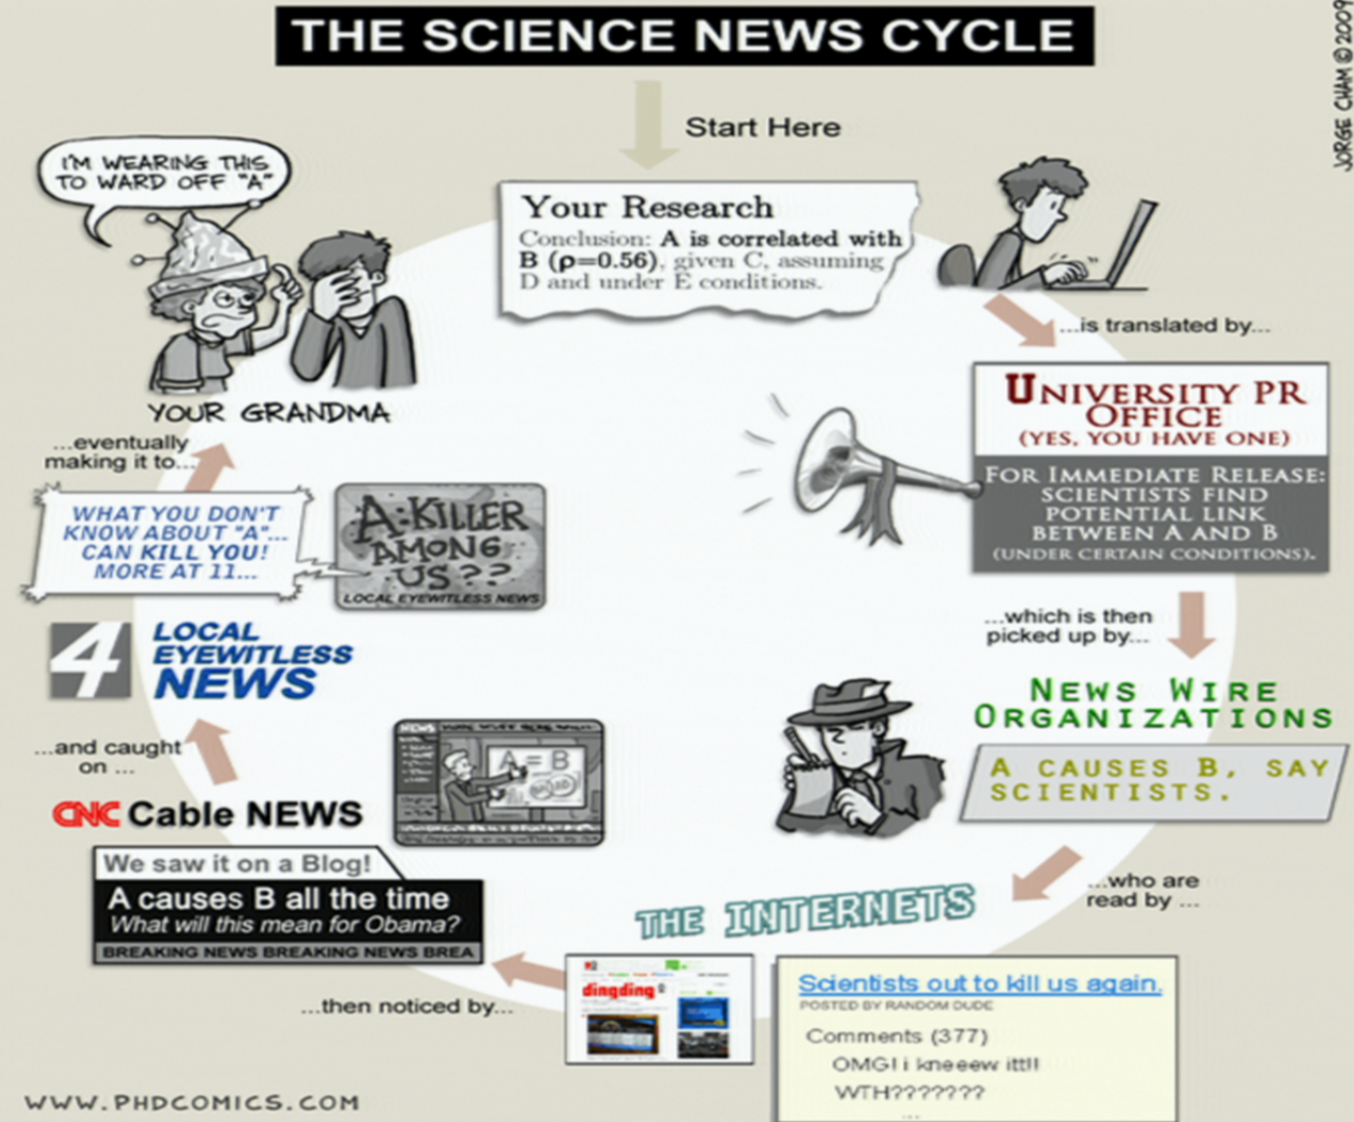 THE SCIENCE NEWS CYCLE
JORGE CHAM © 2009
Start Here
I'M WEARING THIS
TO WARD OFF "A"
Your Research
Conclusion: A is correlated with
B (ρ=0.56), given C, assuming
D and under E conditions.
...is translated by...
UNIVERSITY PR
OFFICE
(YES, YOU HAVE ONE)
FOR IMMEDIATE RELEASE:
SCIENTISTS FIND
POTENTIAL LINK
BETWEEN A AND B
(UNDER CERTAIN CONDITIONS).
...which is then
picked up by...
NEWS WIRE
ORGANIZATIONS
A CAUSES B, SAY
SCIENTISTS.
...who are
read by ...
THE INTERNETS
dingding
Scientists out to kill us again.
POSTED BY RANDOM DUDE
Comments (377)
OMG! i kneeew itt!!
WTH???????
...
...then noticed by...
CNC Cable NEWS
We saw it on a Blog!
A causes B all the time
What will this mean for Obama?
BREAKING NEWS BREAKING NEWS BREA
NEWS
A = B
...and caught
on ...
4 LOCAL
EYEWITLESS
NEWS
WHAT YOU DON'T
KNOW ABOUT "A"...
CAN KILL YOU!
MORE AT 11...
A-KILLER
AMONG
US??
LOCAL EYEWITLESS NEWS
...eventually
making it to...
YOUR GRANDMA
WWW.PHDCOMICS.COM